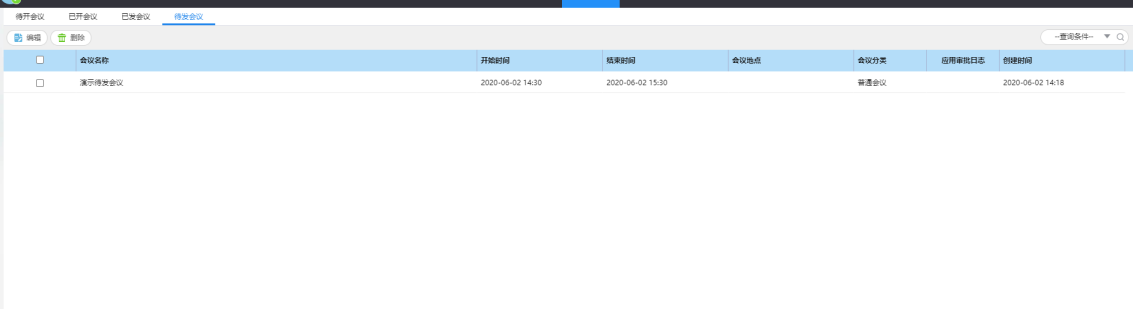 待开会议 已开会议 已发会议 待发会议
编辑 删除 --查询条件--
会议名称 开始时间 结束时间 会议地点 会议分类 应用审批日志 创建时间
演示待发会议 2020-06-02 14:30 2020-06-02 15:30 普通会议 2020-06-02 14:18